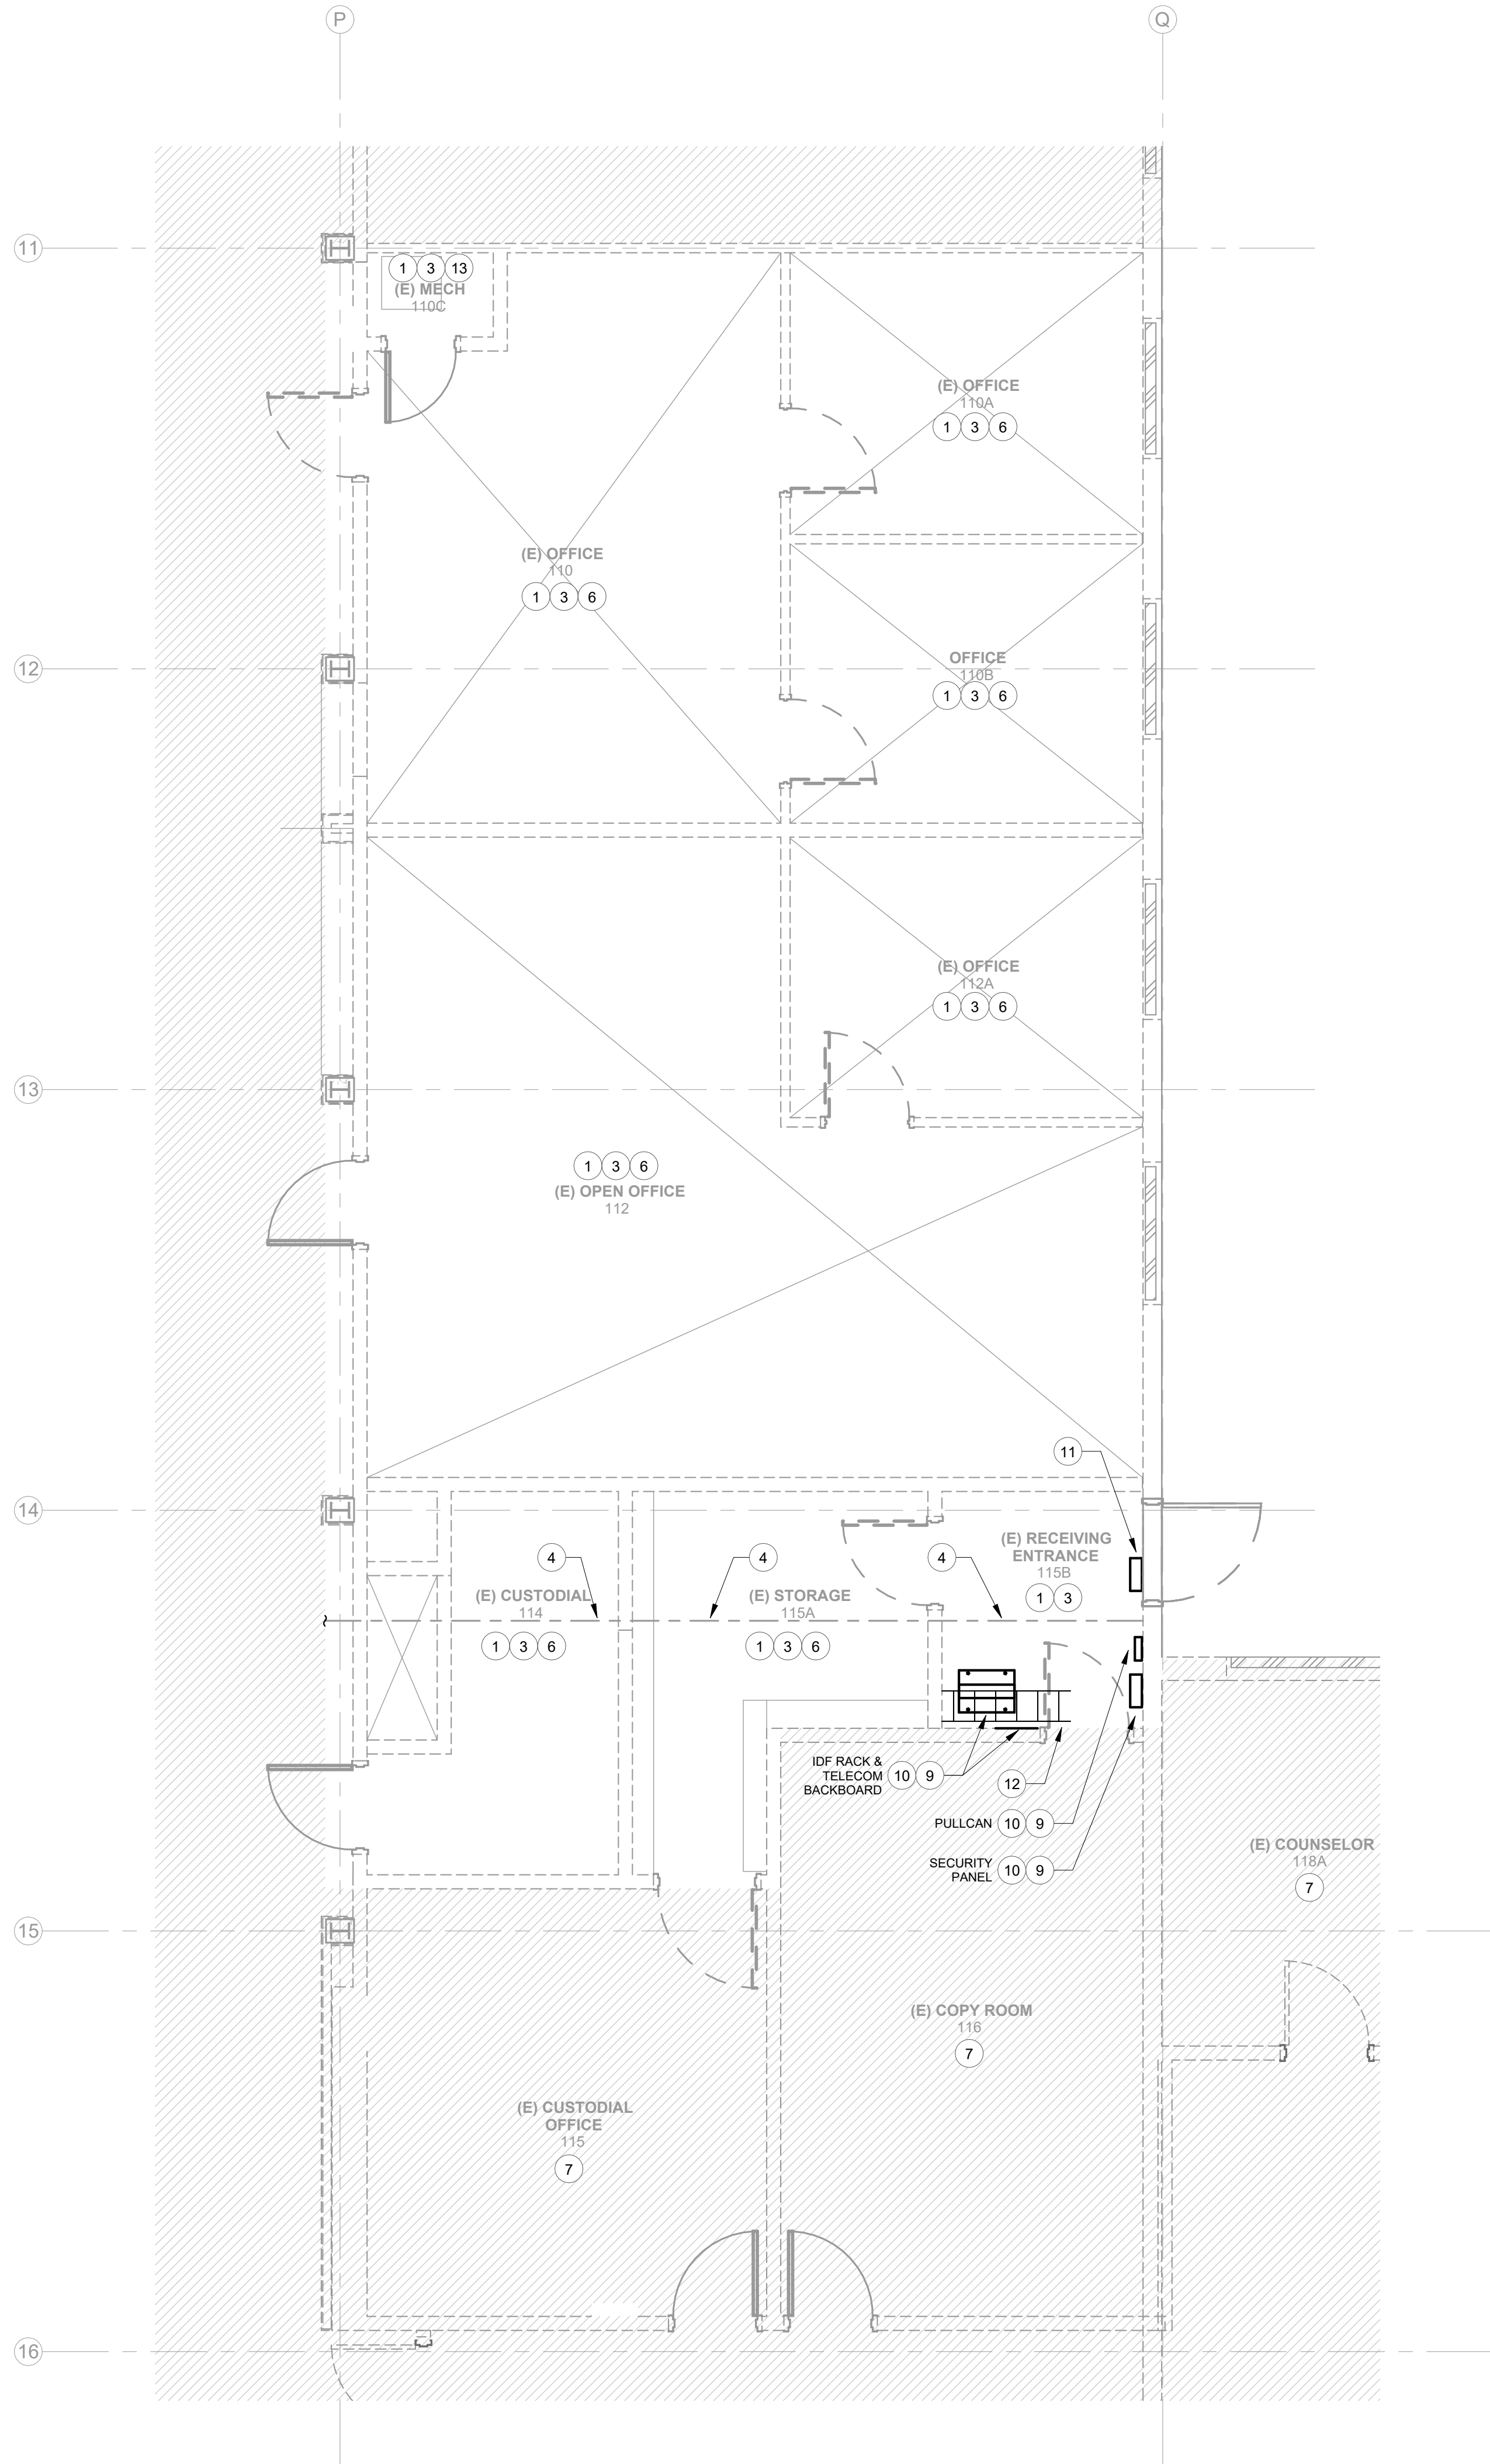 P
Q
11
1 3 13
(E) MECH
110C
(E) OFFICE
110A
1 3 6
(E) OFFICE
110
1 3 6
12
OFFICE
110B
1 3 6
(E) OFFICE
112A
1 3 6
13
1 3 6
(E) OPEN OFFICE
112
11
14
4
4
4
(E) RECEIVING
ENTRANCE
115B
1 3
(E) CUSTODIAL
114
1 3 6
(E) STORAGE
115A
1 3 6
IDF RACK &
TELECOM
BACKBOARD
10 9
12
PULLCAN 10 9
SECURITY
PANEL
10 9
(E) COUNSELOR
118A
7
15
(E) COPY ROOM
116
7
(E) CUSTODIAL
OFFICE
115
7
16